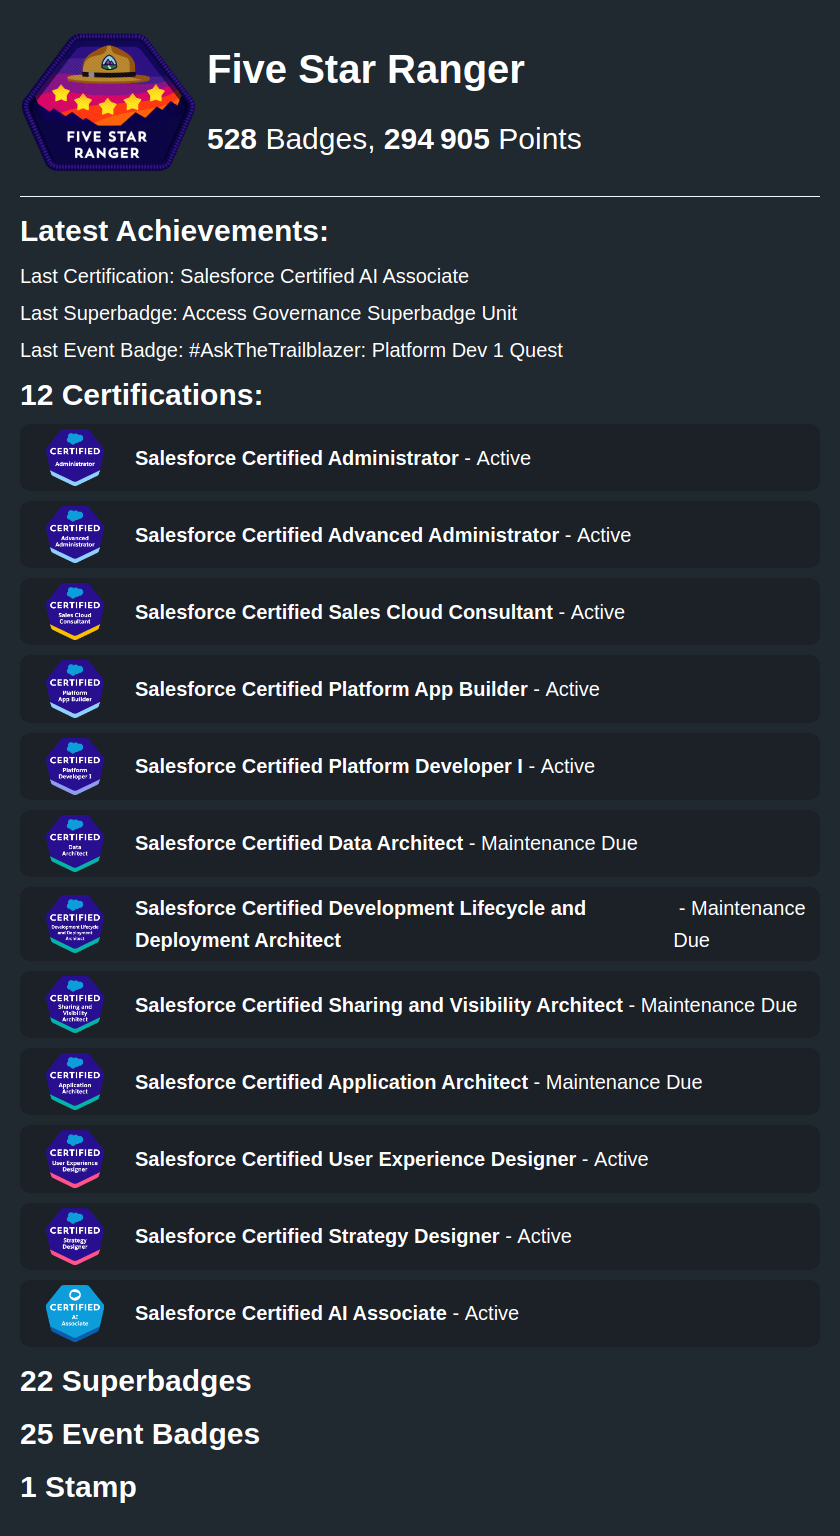 FIVE STAR
RANGER
Five Star Ranger
528 Badges, 294 905 Points
Latest Achievements:
Last Certification: Salesforce Certified AI Associate
Last Superbadge: Access Governance Superbadge Unit
Last Event Badge: #AskTheTrailblazer: Platform Dev 1 Quest
12 Certifications:
CERTIFIED
Administrator
Salesforce Certified Administrator - Active
CERTIFIED
Advanced
Administrator
Salesforce Certified Advanced Administrator - Active
CERTIFIED
Sales Cloud
Consultant
Salesforce Certified Sales Cloud Consultant - Active
CERTIFIED
Platform
App Builder
Salesforce Certified Platform App Builder - Active
CERTIFIED
Platform
Developer I
Salesforce Certified Platform Developer I - Active
CERTIFIED
Data
Architect
Salesforce Certified Data Architect - Maintenance Due
CERTIFIED
Development Lifecycle
and Deployment
Architect
Salesforce Certified Development Lifecycle and - Maintenance
Deployment Architect Due
CERTIFIED
Sharing and
Visibility
Architect
Salesforce Certified Sharing and Visibility Architect - Maintenance Due
CERTIFIED
Application
Architect
Salesforce Certified Application Architect - Maintenance Due
CERTIFIED
User Experience
Designer
Salesforce Certified User Experience Designer - Active
CERTIFIED
Strategy
Designer
Salesforce Certified Strategy Designer - Active
CERTIFIED
AI
Associate
Salesforce Certified AI Associate - Active
22 Superbadges
25 Event Badges
1 Stamp